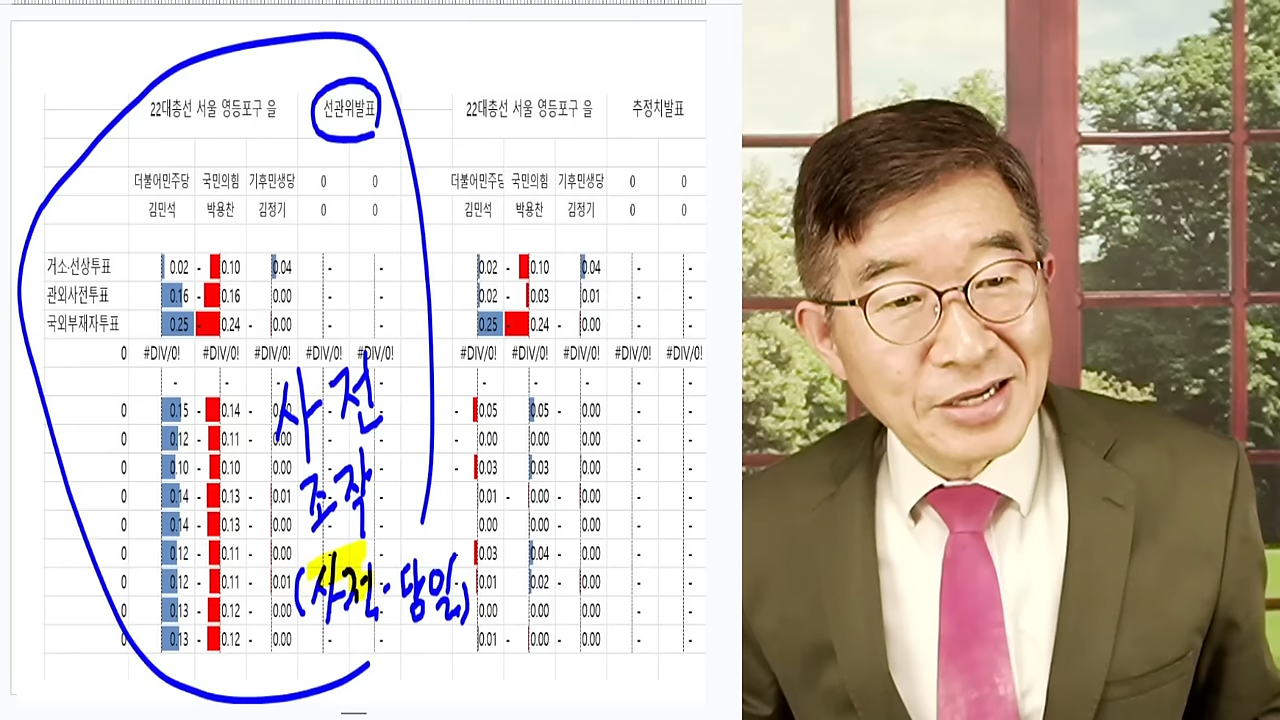 22대총선 서울 영등포구 을 선관위발표 22대총선 서울 영등포구 을 추정치발표
더불어민주당 국민의힘 기후민생당 0 0 더불어민주당 국민의힘 기후민생당 0 0
김민석 박용찬 김정기 0 0 김민석 박용찬 김정기 0 0
거소·선상투표 0.02 - 0.10 0.04 - - 0.02 - 0.10 0.04 - -
관외사전투표 0.16 - 0.16 - 0.00 - - 0.02 - 0.03 0.01 - -
국외부재자투표 0.25 - 0.24 - 0.00 - - 0.25 - 0.24 - 0.00 - -
0 #DIV/0! #DIV/0! #DIV/0! #DIV/0! #DIV/0! #DIV/0! #DIV/0! #DIV/0! #DIV/0! #DIV/0!
- - - - - - - - -
0 0.15 - 0.14 - 0.00 - - - 0.05 0.05 - 0.00 - -
0 0.12 - 0.11 - 0.00 - - 0.00 - 0.00 - 0.00 - -
0 0.10 - 0.10 - 0.00 - - - 0.03 0.03 - 0.00 - -
0 0.14 - 0.13 - 0.01 - - 0.01 - 0.00 - 0.00 - -
0 0.14 - 0.13 - 0.00 - - 0.00 - 0.00 - 0.00 - -
0 0.12 - 0.11 - 0.00 - - - 0.03 0.04 - 0.00 - -
0 0.12 - 0.11 - 0.01 - - - 0.01 0.02 - 0.00 - -
0 0.13 - 0.12 - 0.00 - - 0.01 - 0.00 - 0.00 - -
0 0.13 - 0.12 - 0.00 - - 0.01 - 0.00 - 0.00 - -
사전
조작
(사전·당일)